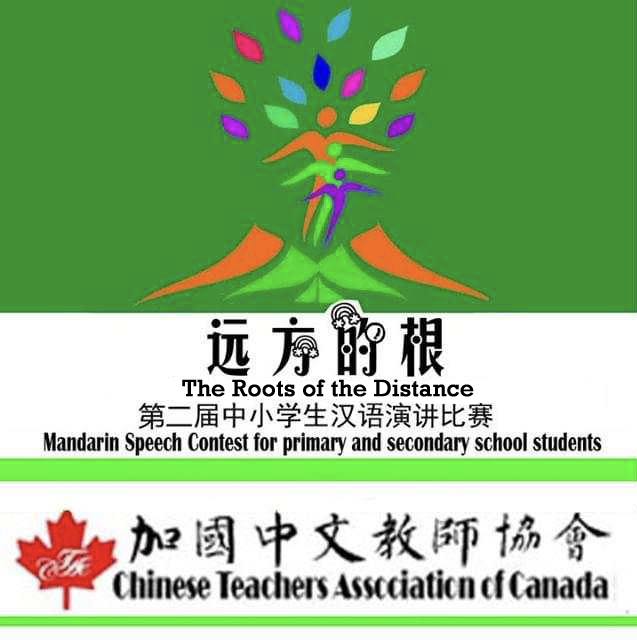 远方的根
The Roots of the Distance
第二届中小学生汉语演讲比赛
Mandarin Speech Contest for primary and secondary school students
加國中文教師協會
Chinese Teachers Association of Canada